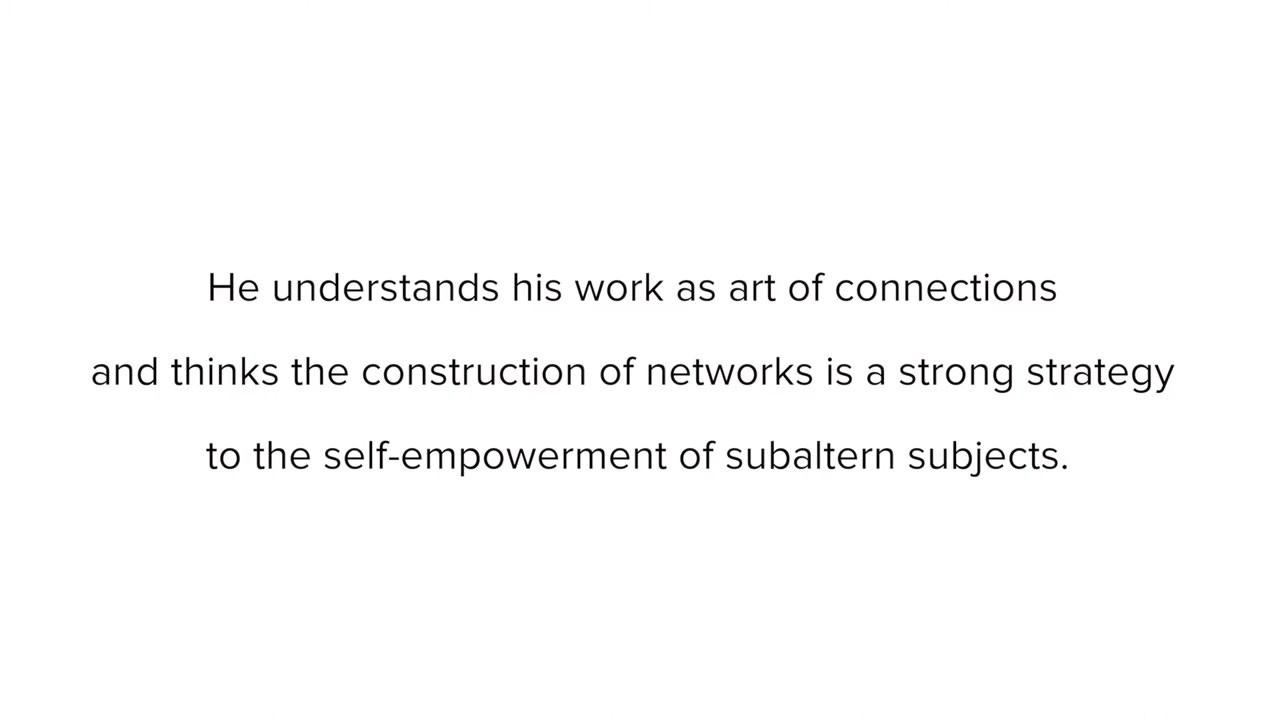 He understands his work as art of connections
and thinks the construction of networks is a strong strategy
to the self-empowerment of subaltern subjects.